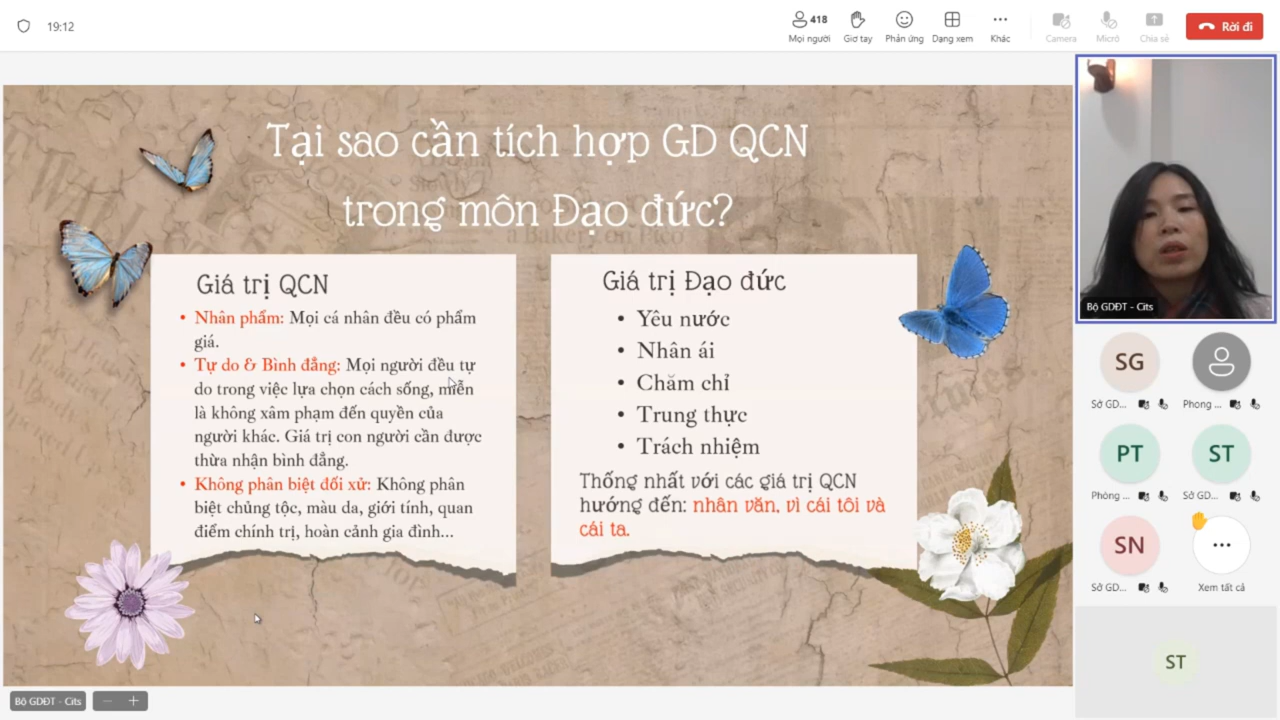 19:12
418
Mọi người
Giơ tay
Phản ứng
Dạng xem
Khác
Camera
Micrô
Chia sẻ
Rời đi
Tại sao cần tích hợp GD QCN
trong môn Đạo đức?
Giá trị QCN
• Nhân phẩm: Mọi cá nhân đều có phẩm
giá.
• Tự do & Bình đẳng: Mọi người đều tự
do trong việc lựa chọn cách sống, miễn
là không xâm phạm đến quyền của
người khác. Giá trị con người cần được
thừa nhận bình đẳng.
• Không phân biệt đối xử: Không phân
biệt chủng tộc, màu da, giới tính, quan
điểm chính trị, hoàn cảnh gia đình...
Giá trị Đạo đức
• Yêu nước
• Nhân ái
• Chăm chỉ
• Trung thực
• Trách nhiệm
Thống nhất với các giá trị QCN
hướng đến: nhân văn, vì cái tôi và
cái ta.
Bộ GDĐT - Cits
SG
Sở GD...
Phong ...
PT
ST
Phòng ...
Sở GD...
SN
Sở GD...
Xem tất cả
ST
Bộ GDĐT - Cits